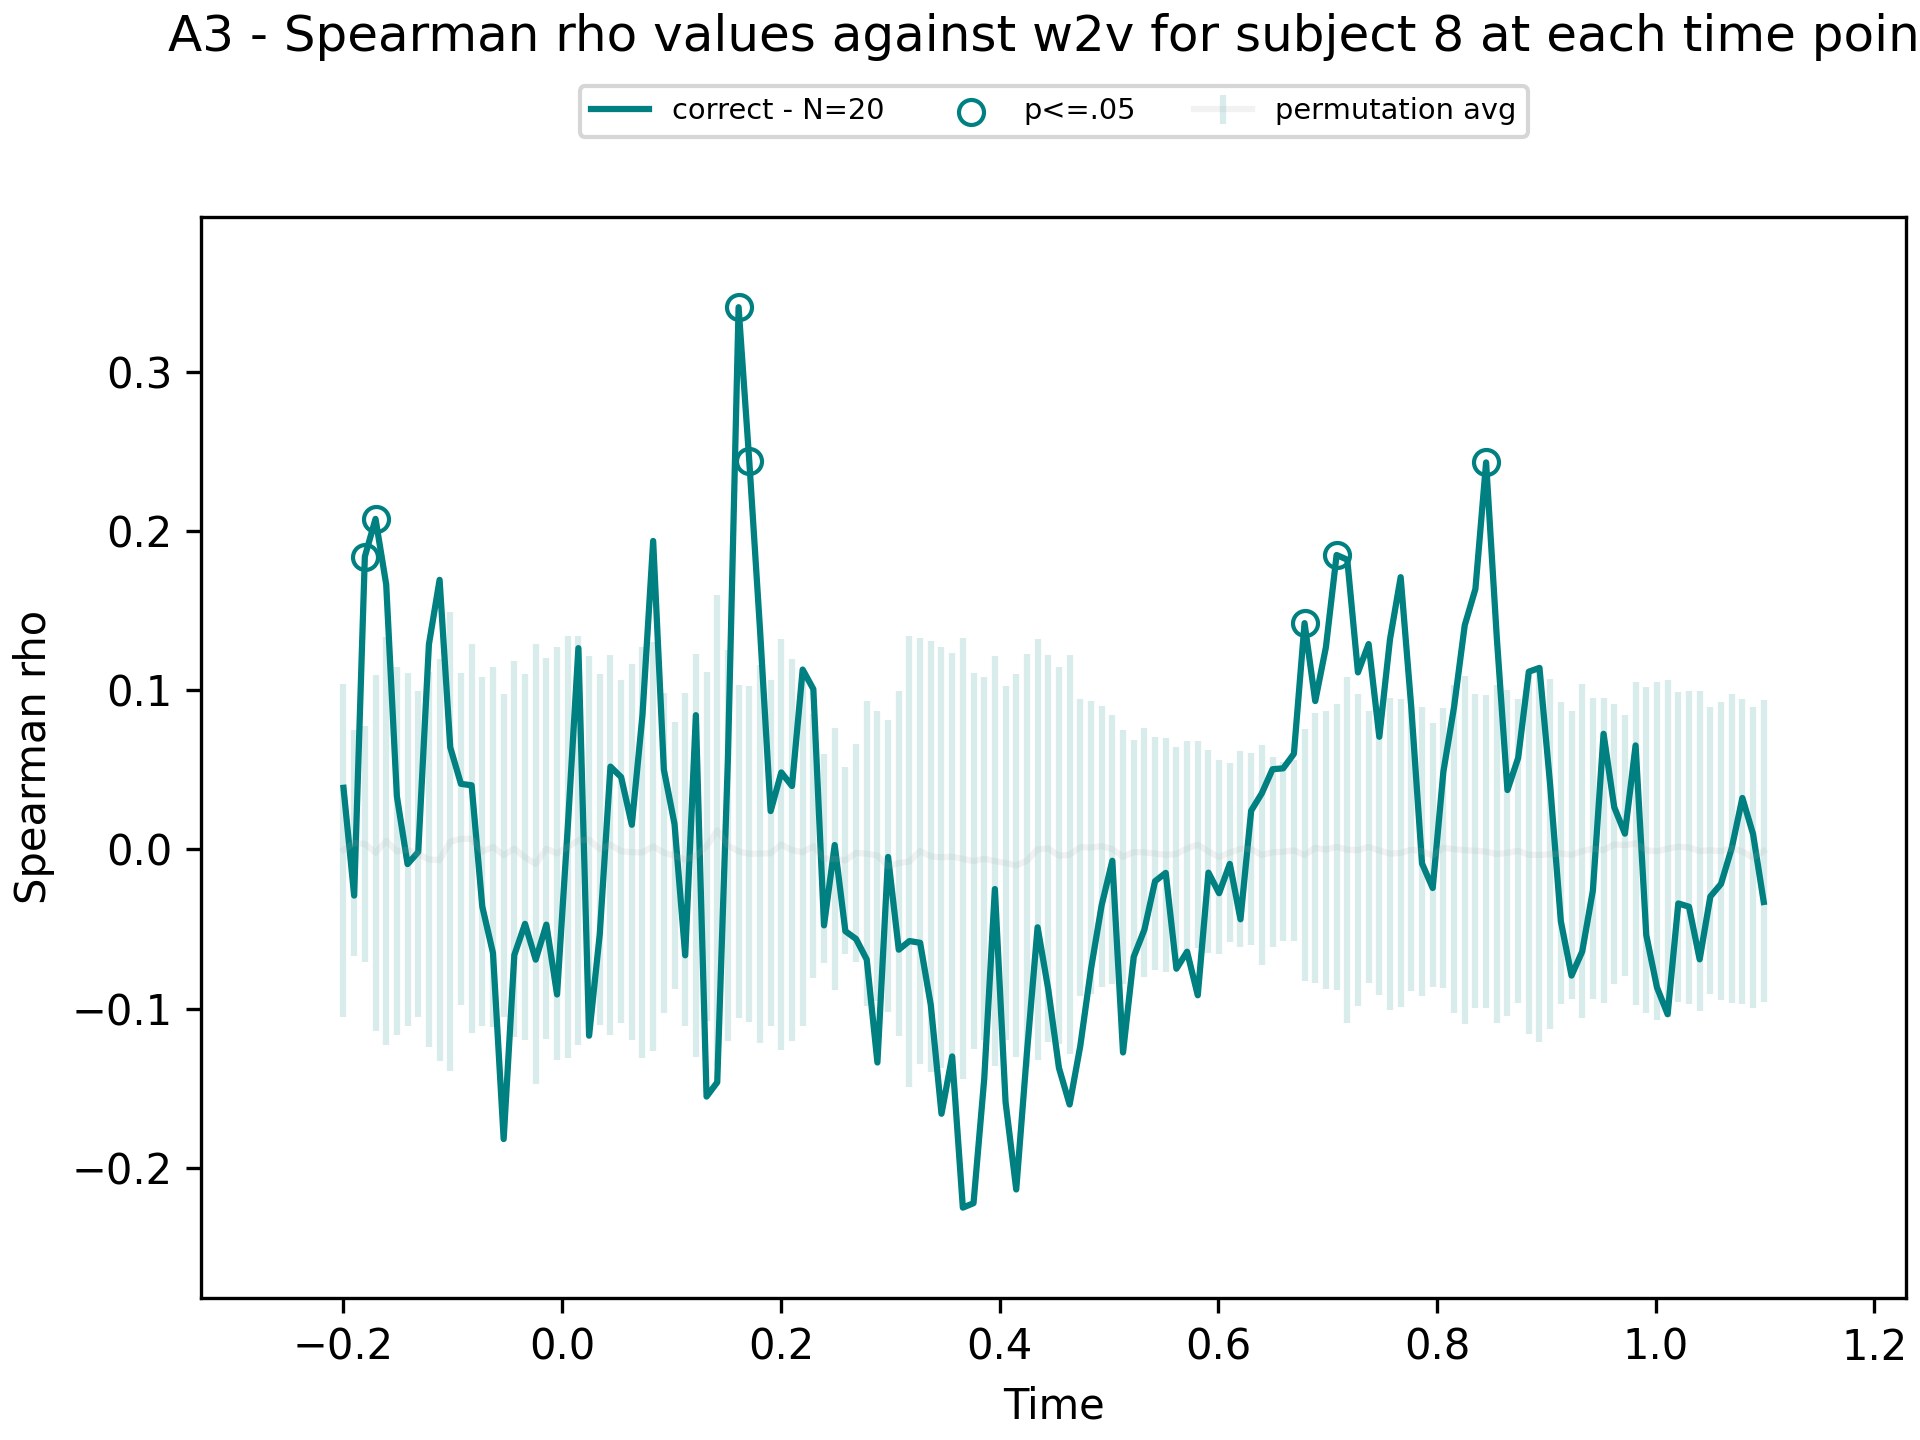 A3 - Spearman rho values against w2v for subject 8 at each time poin
correct - N=20 p<=.05 permutation avg
0.3
0.2
0.1
0.0
−0.1
−0.2
Spearman rho
−0.2 0.0 0.2 0.4 0.6 0.8 1.0 1.2
Time